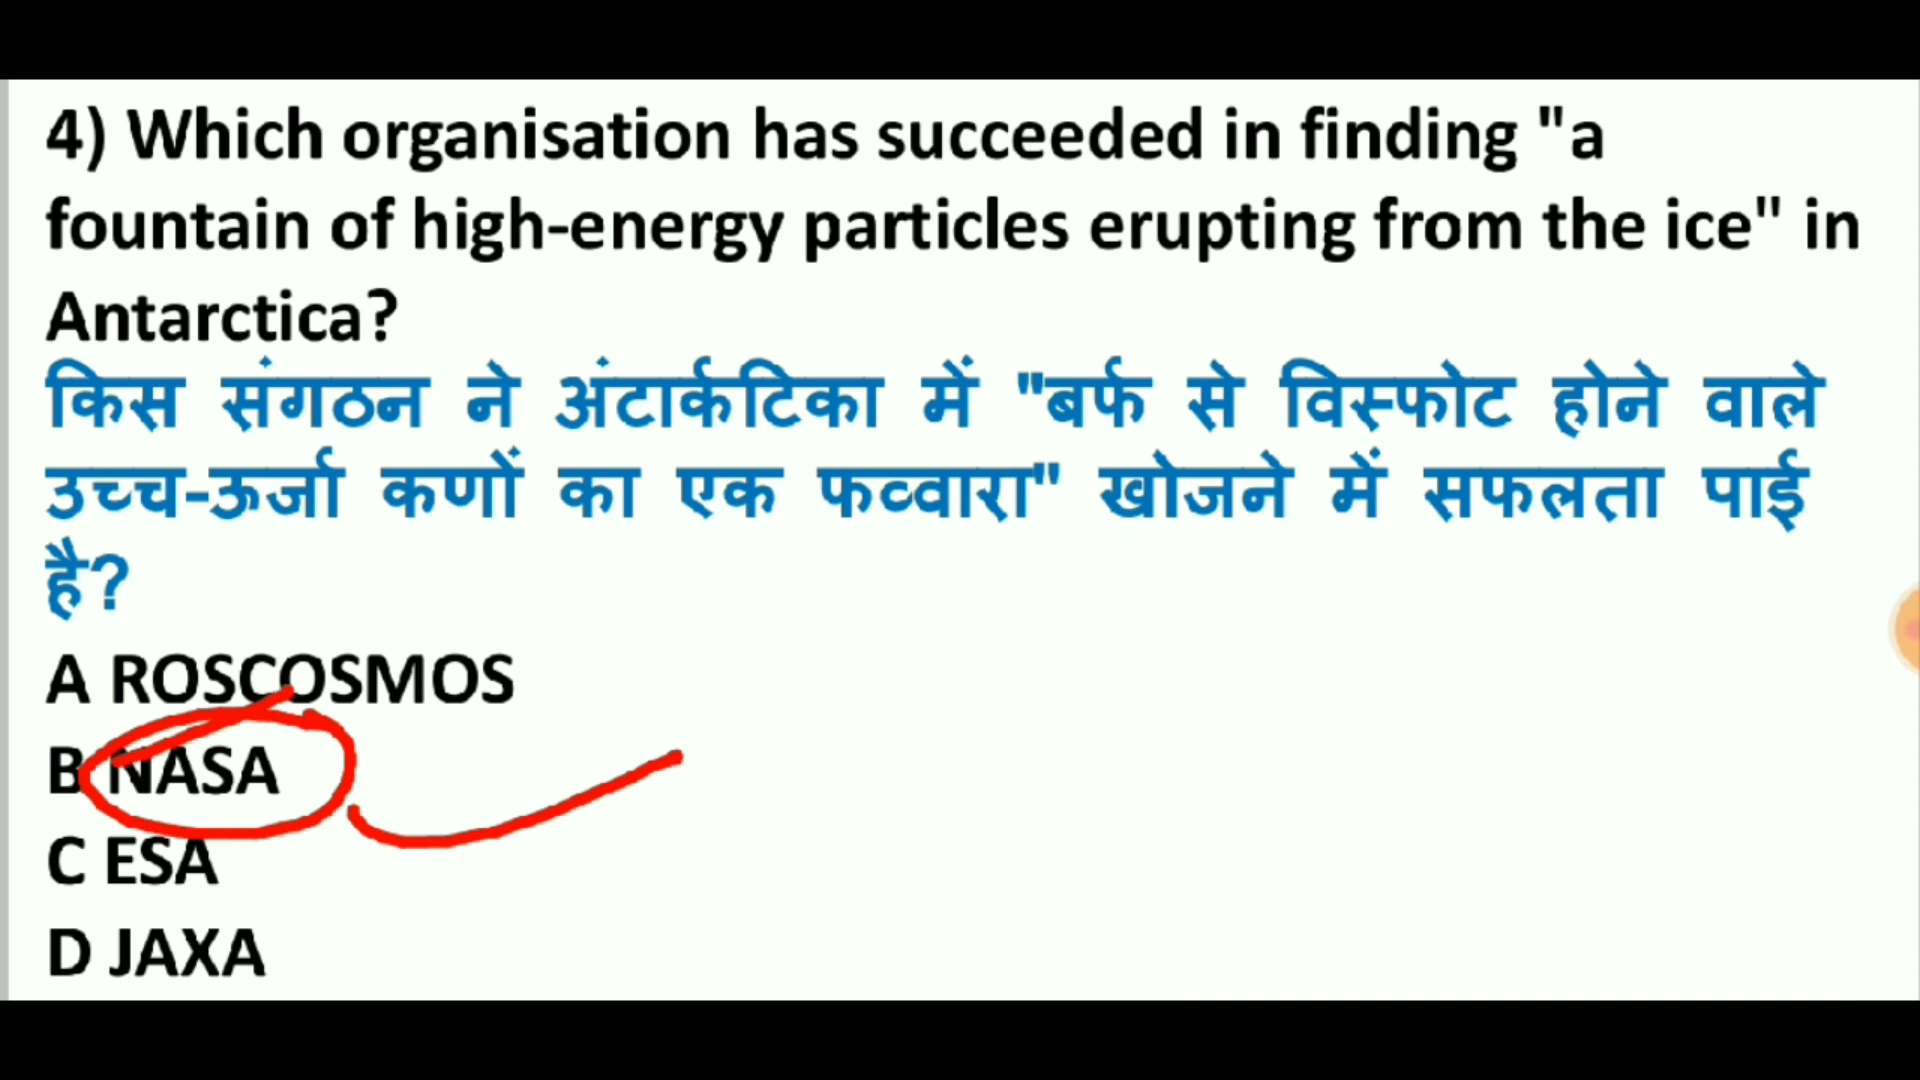 4) Which organisation has succeeded in finding "a
fountain of high-energy particles erupting from the ice" in
Antarctica?
किस संगठन ने अंटार्कटिका में "बर्फ से विस्फोट होने वाले
उच्च-ऊर्जा कणों का एक फव्वारा" खोजने में सफलता पाई
है?
A ROSCOSMOS
B NASA
C ESA
D JAXA